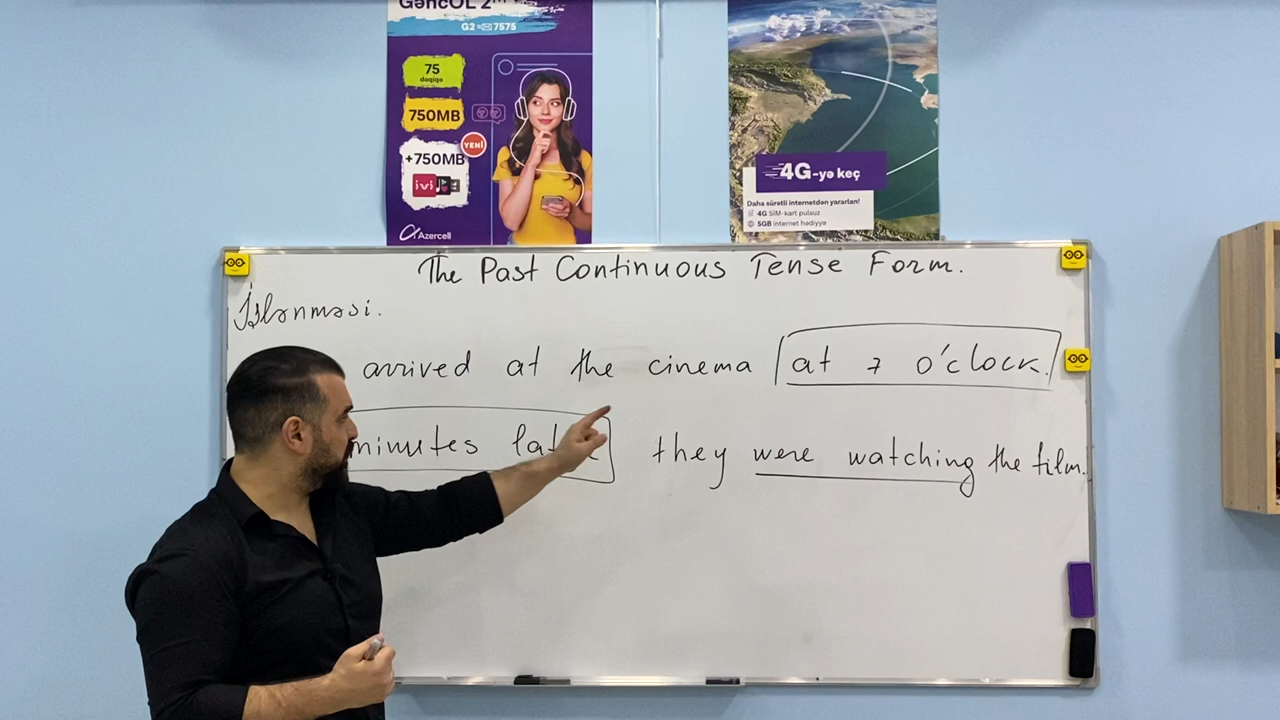 GəncOL 2
G2 7575
75
dəqiqə
750MB
YENİ
+750MB
ivi
Azercell
4G-yə keç
Daha sürətli internetdən yararlan!
4G SİM-kart pulsuz
5GB internet hədiyyə
The Past Continuous Tense Form.
İşlənməsi.
arrived at the cinema at 7 o'clock.
minutes later they were watching the film.